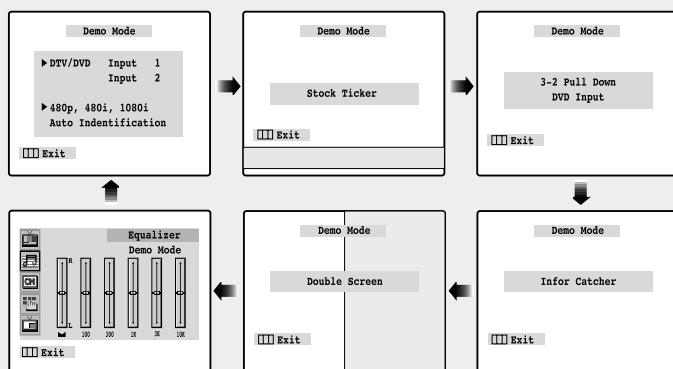 Demo Mode
▶DTV/DVD Input 1
Input 2
▶480p, 480i, 1080i
Auto Indentification
Exit
Demo Mode
Stock Ticker
Exit
Demo Mode
3-2 Pull Down
DVD Input
Exit
Equalizer
Demo Mode
R
L
CH
100 300 1K 3K 10K
Exit
Demo Mode
Double Screen
Exit
Demo Mode
Infor Catcher
Exit